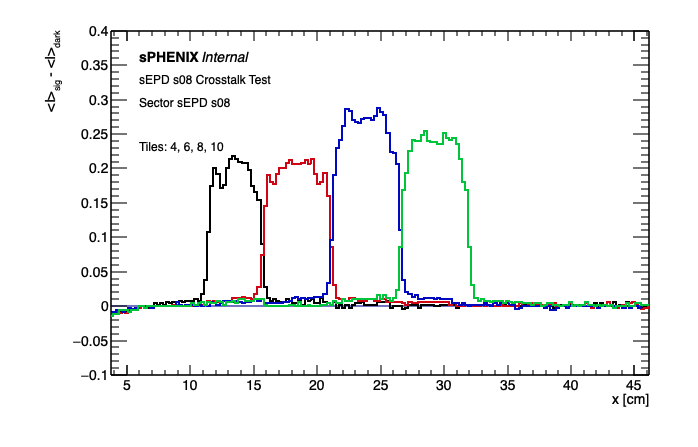 <I>sig - <I>dark
0.4
0.35
0.3
0.25
0.2
0.15
0.1
0.05
0
−0.05
−0.1
sPHENIX Internal
sEPD s08 Crosstalk Test
Sector sEPD s08
Tiles: 4, 6, 8, 10
5 10 15 20 25 30 35 40 45
x [cm]